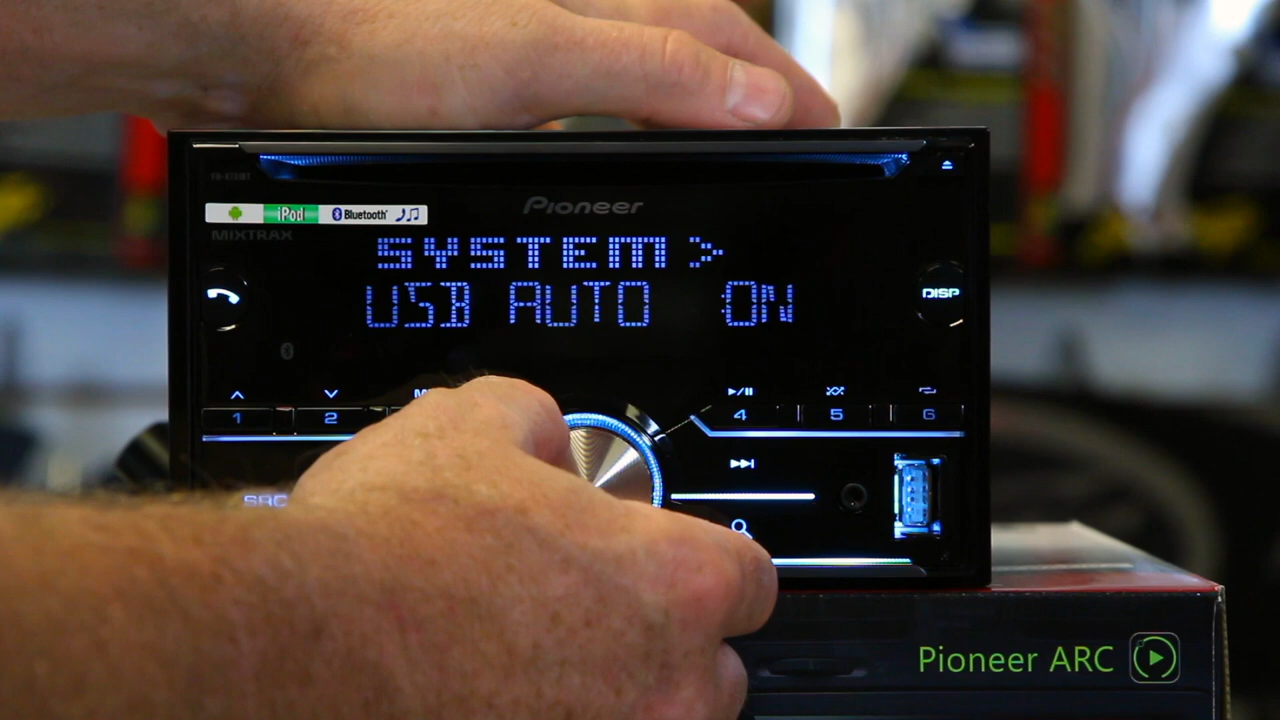 iPod Bluetooth
Pioneer
MIXTRAX
SYSTEM >
USB AUTO :ON
DISP
1 2 4 5 6
SRC
Pioneer ARC